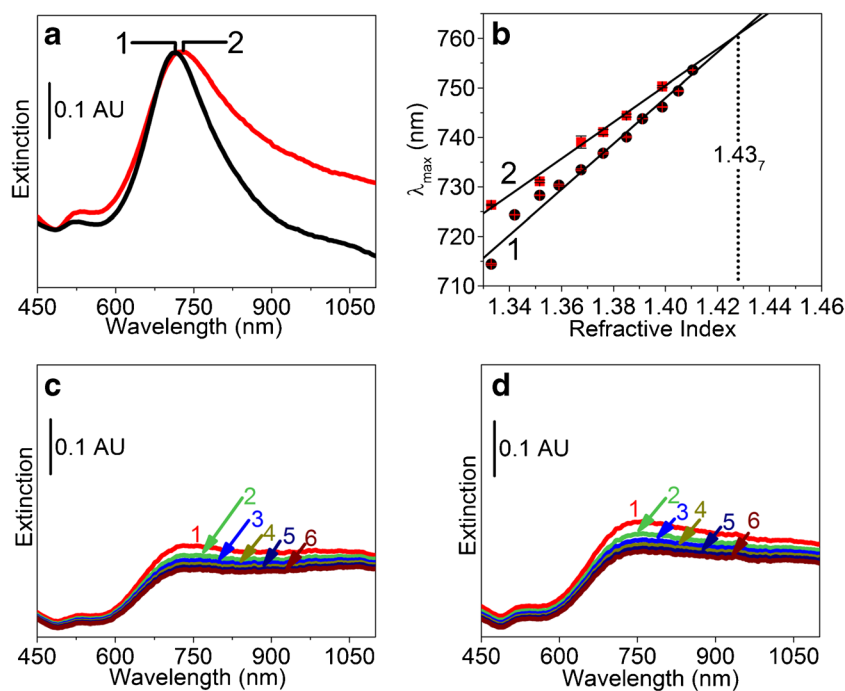 a
1
2
0.1 AU
Extinction
450 600 750 900 1050
Wavelength (nm)
b
760
750
740
730
720
710
λmax (nm)
2
1
1.43₇
1.34 1.36 1.38 1.40 1.42 1.44 1.46
Refractive Index
c
0.1 AU
Extinction
1 2 3 4 5 6
450 600 750 900 1050
Wavelength (nm)
d
0.1 AU
Extinction
1 2 3 4 5 6
450 600 750 900 1050
Wavelength (nm)